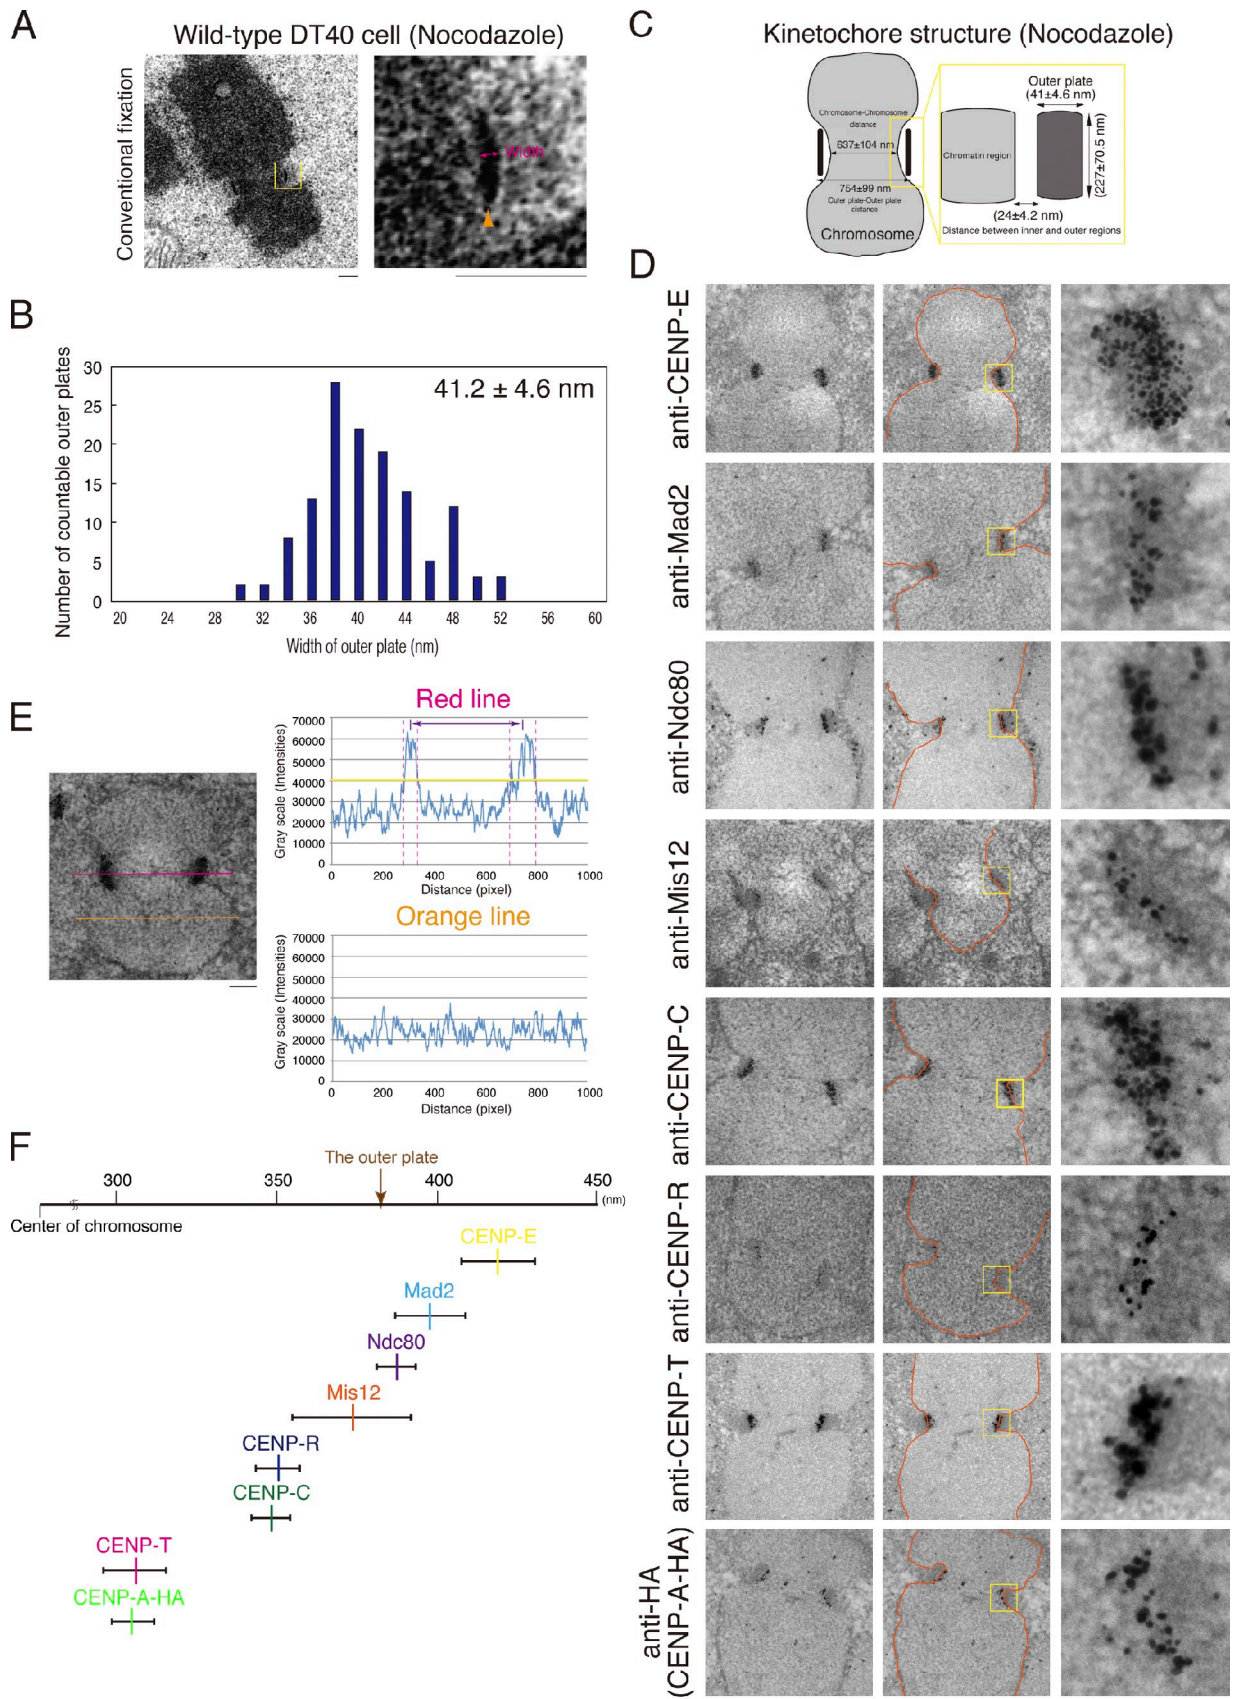 A
Wild-type DT40 cell (Nocodazole)
Conventional fixation
Width
B
Number of countable outer plates
30
25
20
15
10
5
0
41.2 ± 4.6 nm
20 24 28 32 36 40 44 48 52 56 60
Width of outer plate (nm)
C
Kinetochore structure (Nocodazole)
Chromosome-Chromosome
distance
637±104 nm
754±99 nm
Outer plate-Outer plate
distance
Chromosome
Outer plate
(41±4.6 nm)
Chromatin region
(227±70.5 nm)
(24±4.2 nm)
Distance between inner and outer regions
D
anti-CENP-E
anti-Mad2
anti-Ndc80
anti-Mis12
anti-CENP-C
anti-CENP-R
anti-CENP-T
anti-HA
(CENP-A-HA)
E
Red line
Gray scale (Intensities)
70000
60000
50000
40000
30000
20000
10000
0
0 200 400 600 800 1000
Distance (pixel)
Orange line
Gray scale (Intensities)
70000
60000
70000
50000
40000
30000
20000
10000
0
0 200 400 600 800 1000
Distance (pixel)
F
The outer plate
300 350 400 450
(nm)
Center of chromosome
CENP-E
Mad2
Ndc80
Mis12
CENP-R
CENP-C
CENP-T
CENP-A-HA